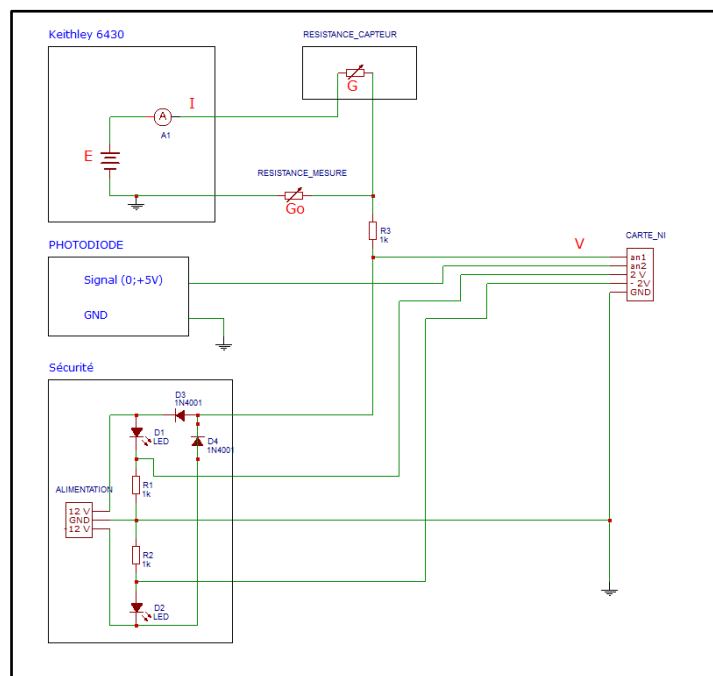 Keithley 6430
RESISTANCE_CAPTEUR
G
I
A
A1
E
RESISTANCE_MESURE
Go
R3
1k
CARTE_NI
V
an1
an2
2 V
- 2V
GND
PHOTODIODE
Signal (0;+5V)
GND
Sécurité
D3
1N4001
D1
LED
D4
1N4001
R1
1k
ALIMENTATION
12 V
GND
-12 V
R2
1k
D2
LED